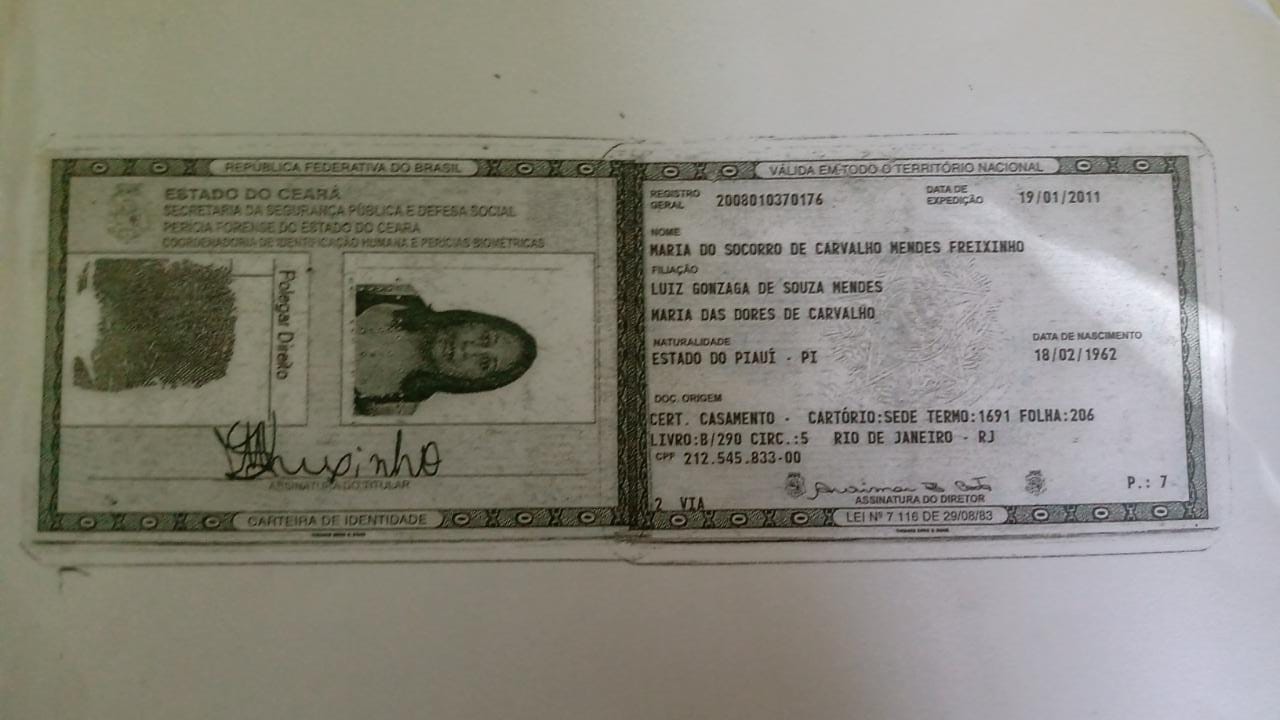 REPÚBLICA FEDERATIVA DO BRASIL
ESTADO DO CEARÁ
SECRETARIA DA SEGURANÇA PÚBLICA E DEFESA SOCIAL
PERÍCIA FORENSE DO ESTADO DO CEARÁ
COORDENADORIA DE IDENTIFICAÇÃO HUMANA E PERÍCIAS BIOMÉTRICAS
Polegar Direito
ASSINATURA DO TITULAR
CARTEIRA DE IDENTIDADE
VÁLIDA EM TODO O TERRITÓRIO NACIONAL
REGISTRO GERAL 2008010370176 DATA DE EXPEDIÇÃO 19/01/2011
NOME
MARIA DO SOCORRO DE CARVALHO MENDES FREIXINHO
FILIAÇÃO
LUIZ GONZAGA DE SOUZA MENDES
MARIA DAS DORES DE CARVALHO
NATURALIDADE DATA DE NASCIMENTO
ESTADO DO PIAUÍ - PI 18/02/1962
DOC. ORIGEM
CERT. CASAMENTO - CARTÓRIO:SEDE TERMO:1691 FOLHA:206
LIVRO:B/290 CIRC.:5 RIO DE JANEIRO - RJ
CPF 212.545.833-00
P.: 7
2 VIA ASSINATURA DO DIRETOR
LEI Nº 7.116 DE 29/08/83